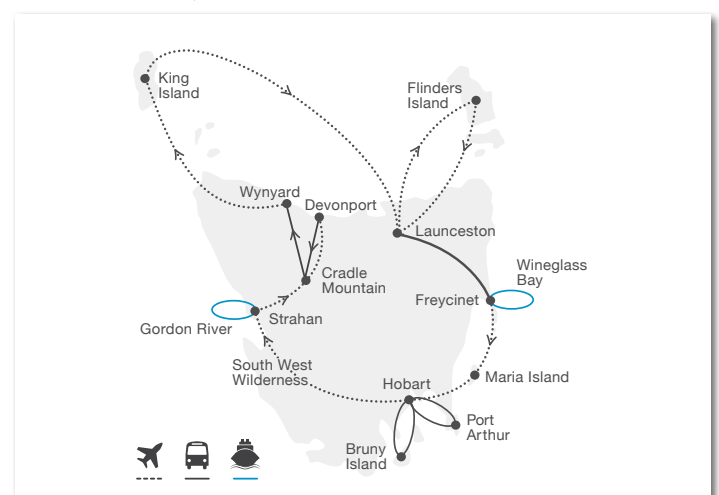 King
Island
Flinders
Island
Wynyard
Devonport
Launceston
Cradle
Mountain
Wineglass
Bay
Freycinet
Strahan
Gordon River
South West
Wilderness
Maria Island
Hobart
Port
Arthur
Bruny
Island